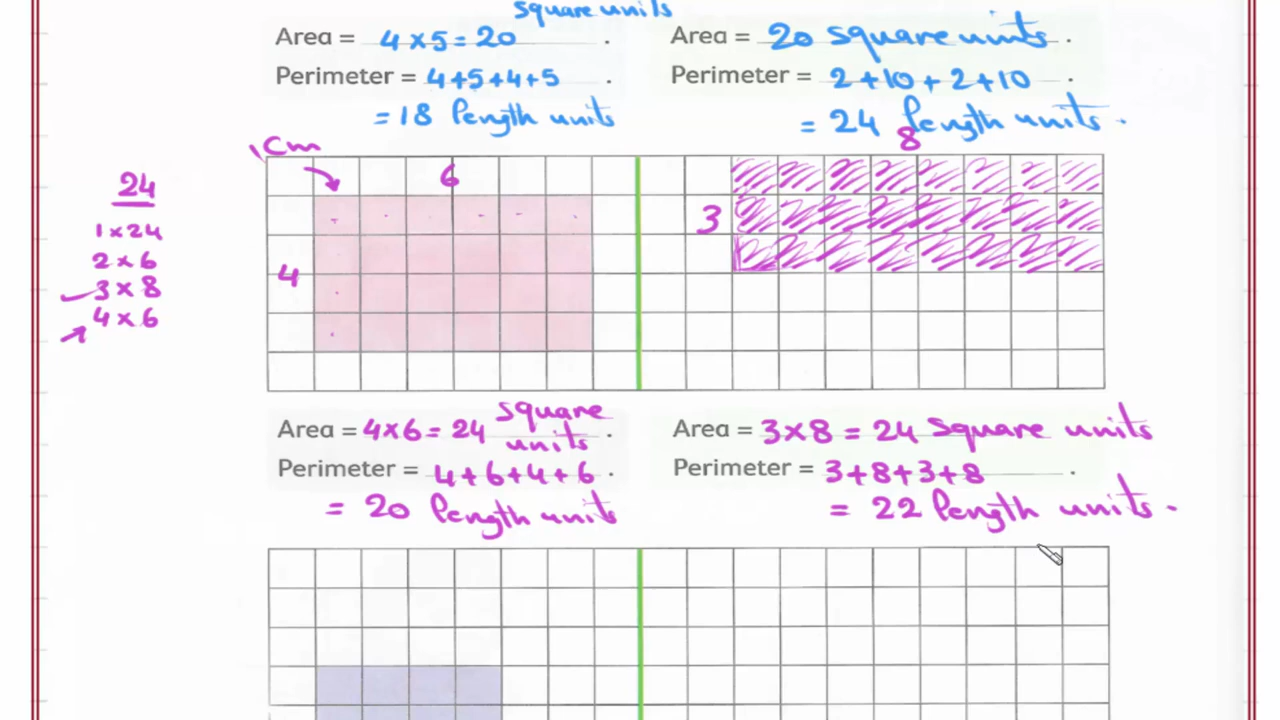 square units
Area = 4 × 5 = 20 .
Area = 20 square units .
Perimeter = 4+5+4+5 .
Perimeter = 2+10+2+10 .
= 18 length units
= 24 length units .
1 cm
6
8
3
4
24
1 × 24
2 × 6
3 × 8
4 × 6
Area = 4×6 = 24 square units .
Area = 3×8 = 24 square units
Perimeter = 4+6+4+6 .
Perimeter = 3+8+3+8 .
= 20 length units
= 22 length units .